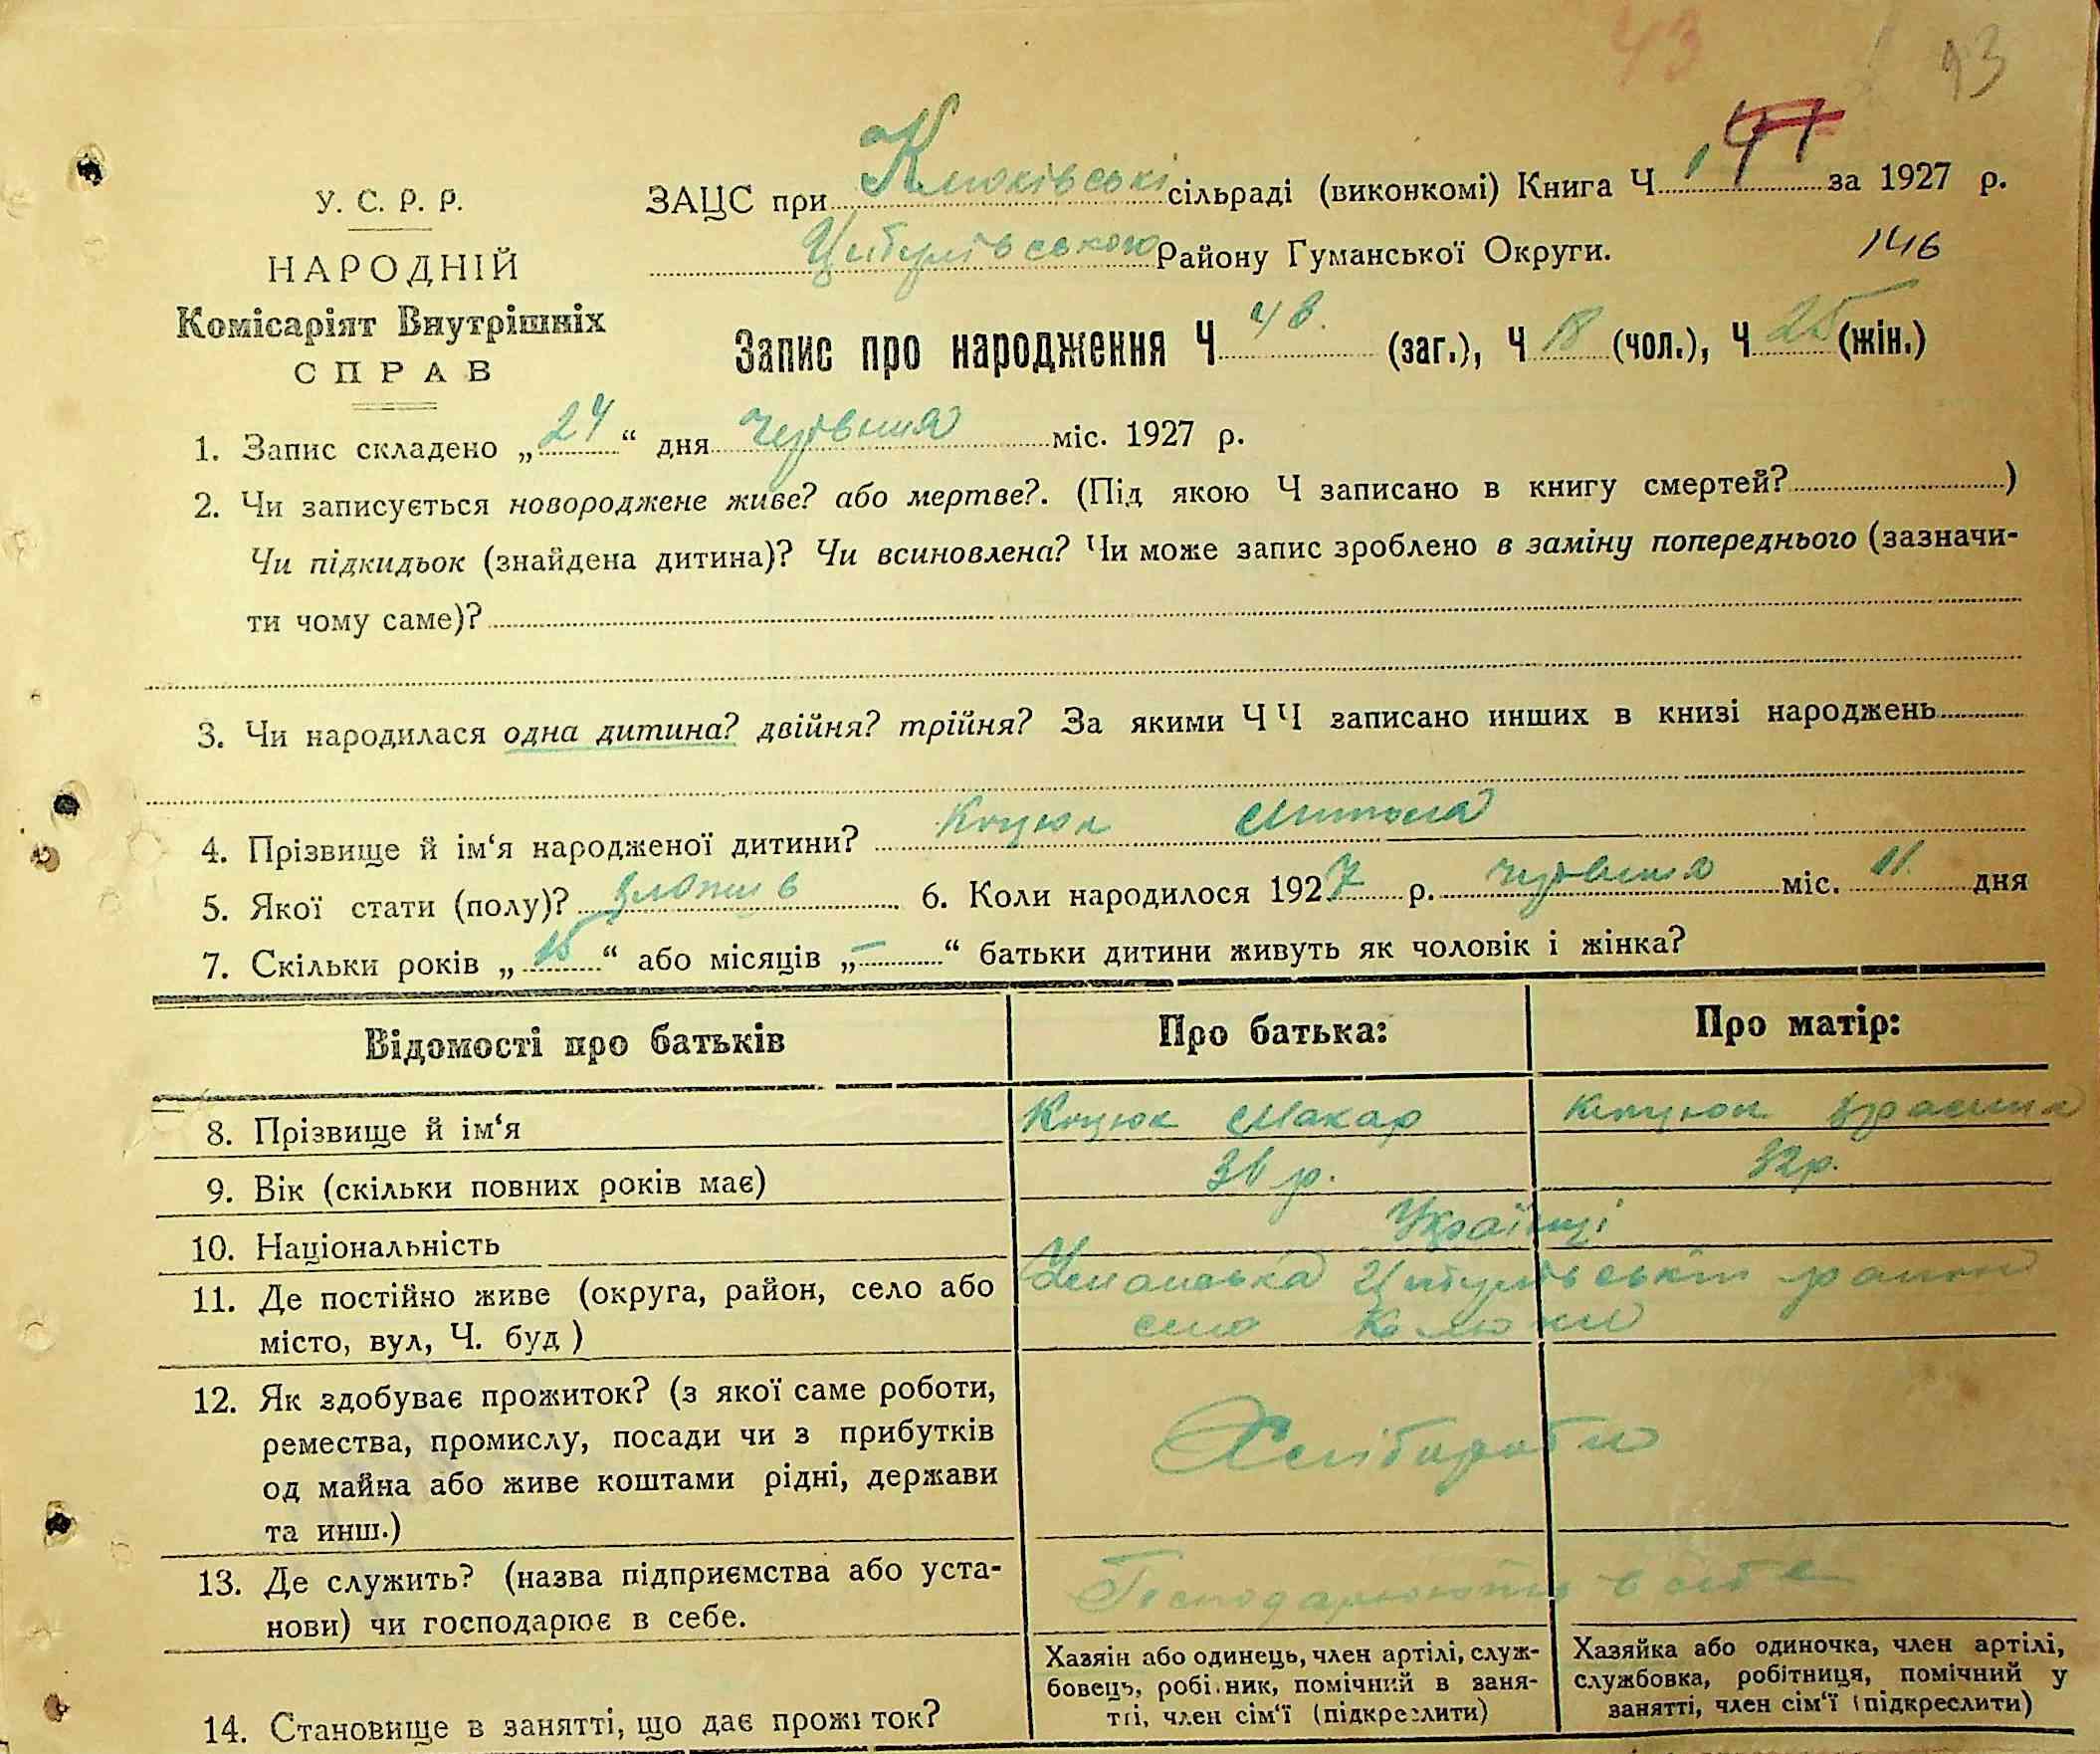 43 93
У. С. Р. Р.
НАРОДНІЙ
Комісаріят Внутрішніх
СПРАВ
ЗАЦС при Клюківські сільраді (виконкомі) Книга Ч. 1 за 1927 р.
Цибулівського Району Гуманської Округи. 146
Запис про народження Ч 43. (заг.), Ч 18 (чол.), Ч 25 (жін.)
1. Запис складено „24“ дня червня міс. 1927 р.
2. Чи записується новороджене живе? або мертве?. (Під якою Ч записано в книгу смертей? )
Чи підкидьок (знайдена дитина)? Чи всиновлена? Чи може запис зроблено в заміну попереднього (зазначи-
ти чому саме)?
3. Чи народилася одна дитина? двійня? трійня? За якими ЧЧ записано инших в книзі народжень
4. Прізвище й ім‘я народженої дитини? Коцюк
5. Якої стати (полу)? 6. Коли народилося 1927 р. червня міс. 11. дня
7. Скільки років „15“ або місяців „—“ батьки дитини живуть як чоловік і жінка?
Відомості про батьків
Про батька:
Про матір:
8. Прізвище й ім‘я
Коцюк Макар
Коцюк
9. Вік (скільки повних років має)
36 р.
32р.
10. Національність
Українці
11. Де постійно живе (округа, район, село або
місто, вул, Ч. буд )
Уманська Цибулівський район
село Клюки
12. Як здобуває прожиток? (з якої саме роботи,
ремества, промислу, посади чи з прибутків
од майна або живе коштами рідні, держави
та инш.)
Хлібороби
13. Де служить? (назва підприємства або уста-
нови) чи господарює в себе.
Господарюють в себе
14. Становище в занятті, що дає прожиток?
Хазяін або одинець, член артілі, служ-
бовець, робітник, помічний в заня-
тті, член сім‘ї (підкреслити)
Хазяйка або одиночка, член артілі,
службовка, робітниця, помічний у
занятті, член сім‘ї (підкреслити)